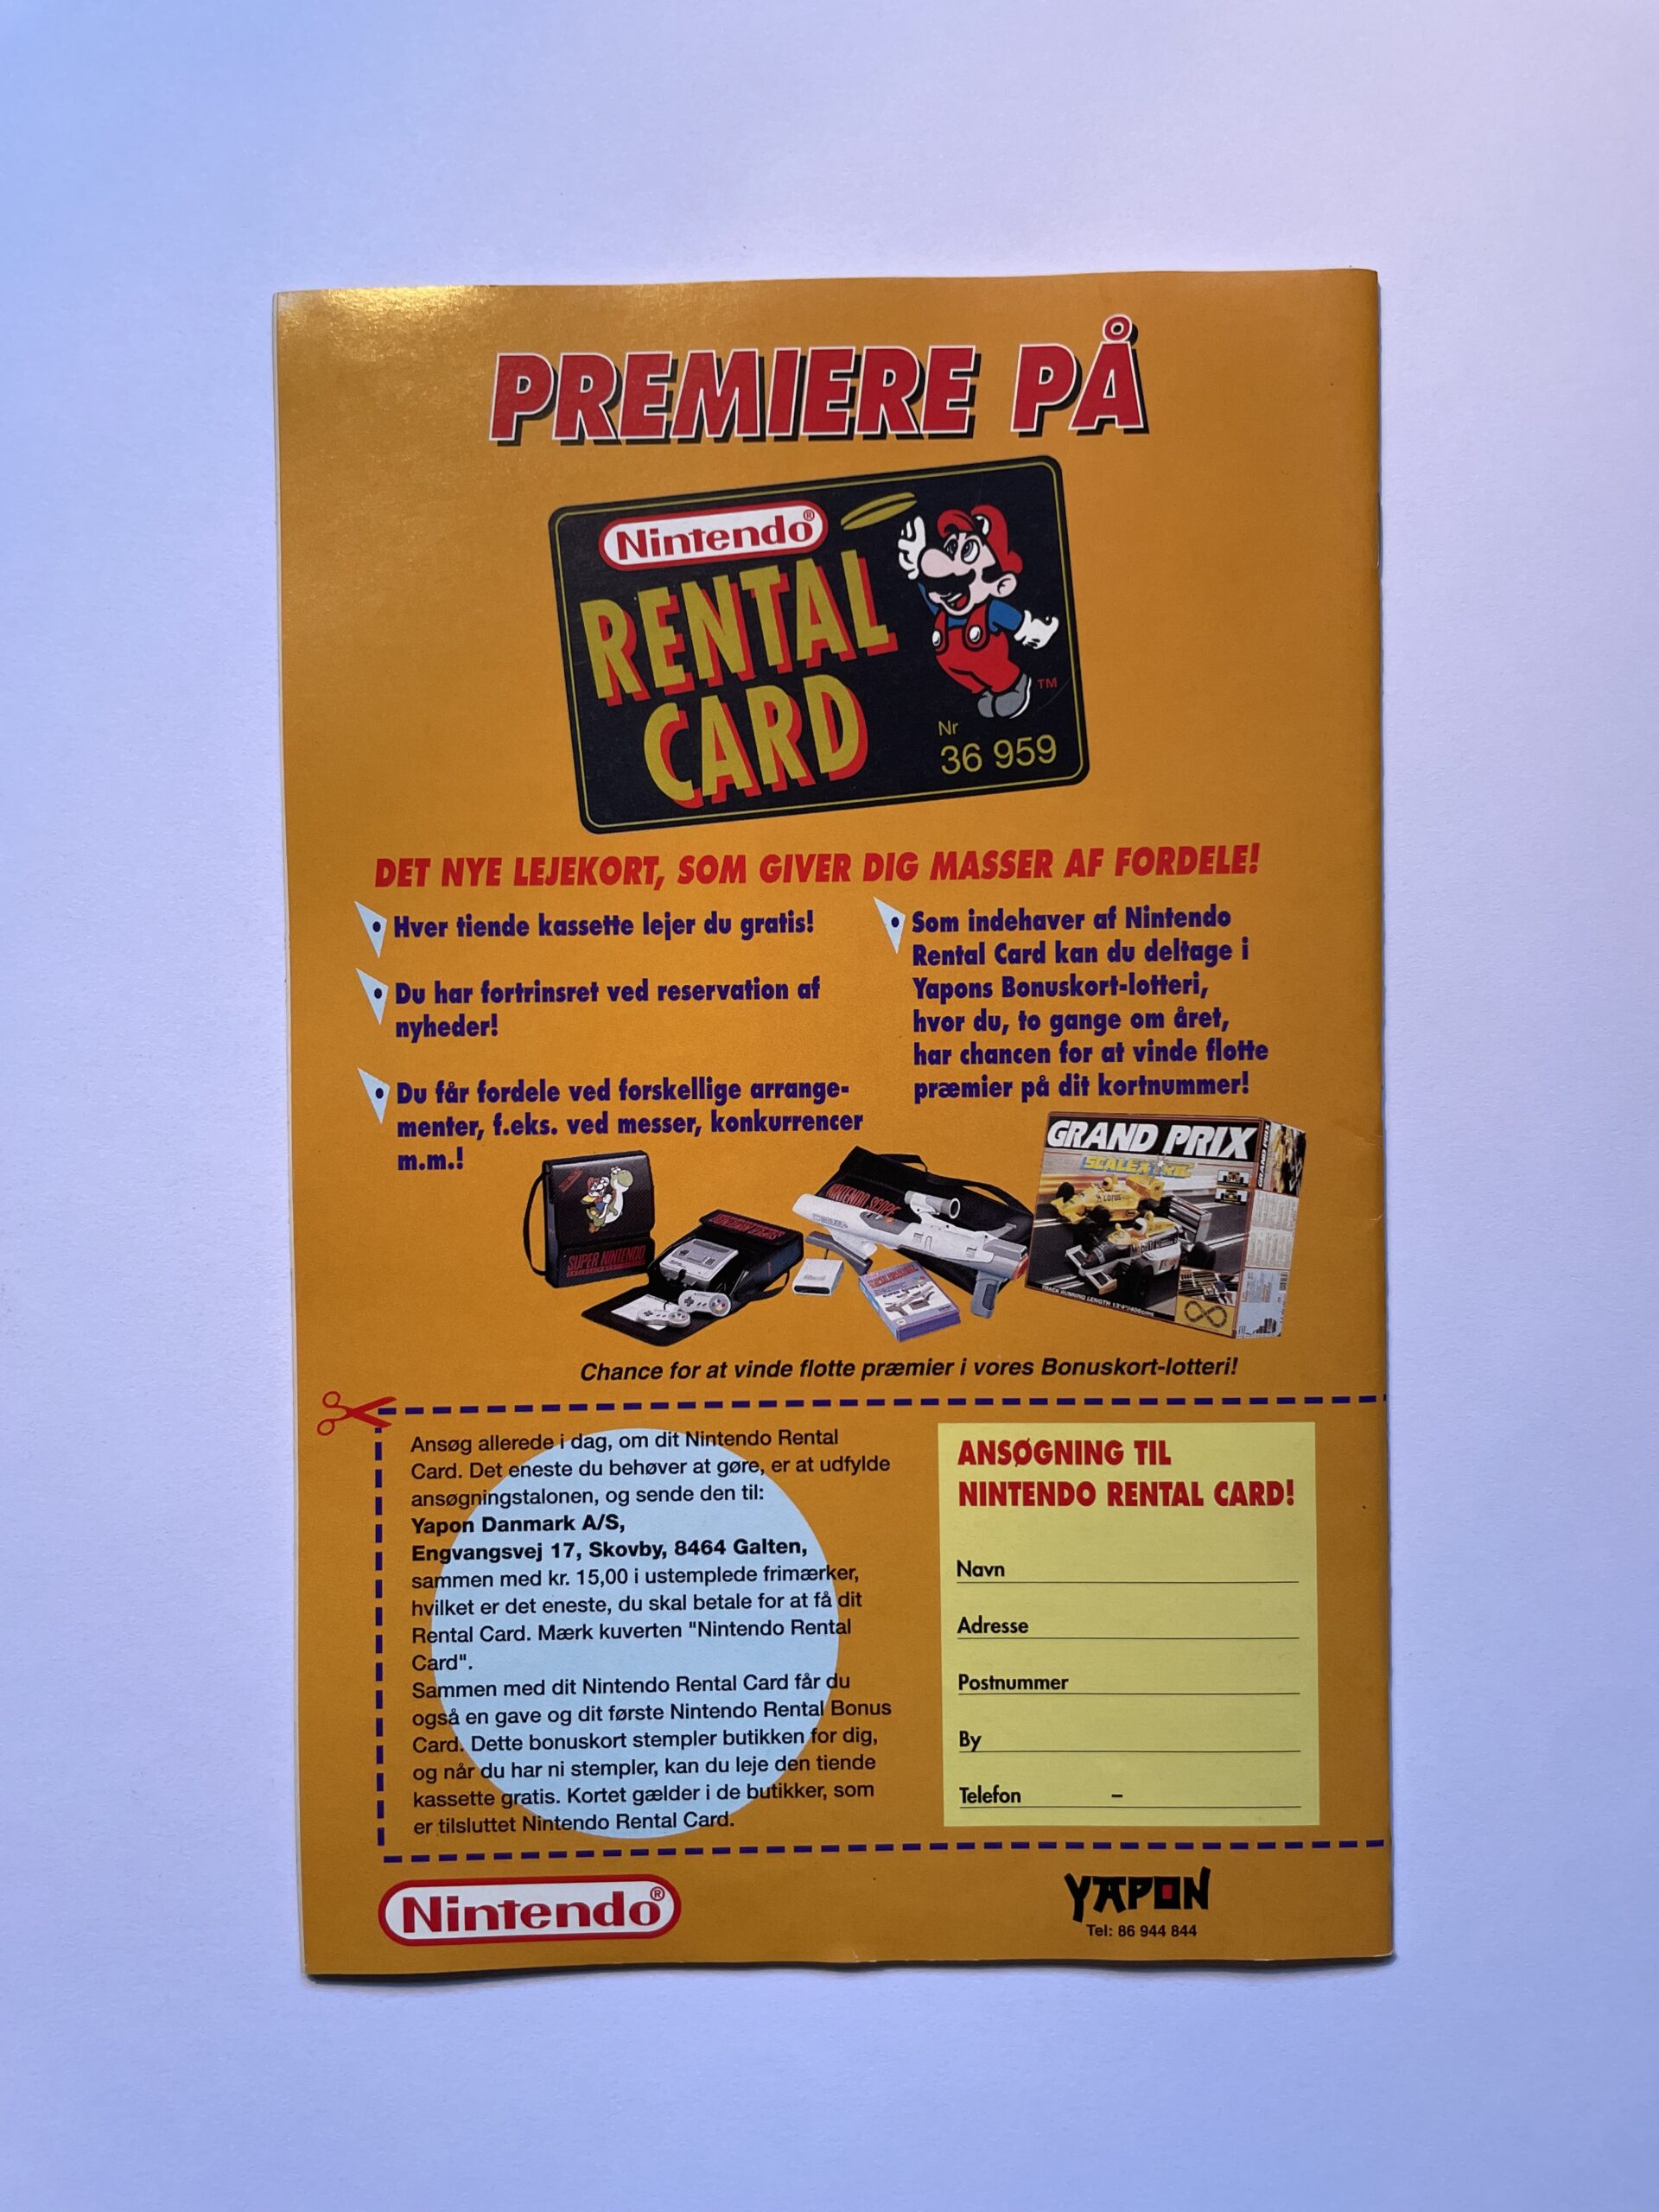 PREMIERE PÅ
Nintendo®
RENTAL
CARD
TM
Nr
36 959
DET NYE LEJEKORT, SOM GIVER DIG MASSER AF FORDELE!
Hver tiende kassette lejer du gratis!
Du har fortrinsret ved reservation af
nyheder!
Du får fordele ved forskellige arrange-
menter, f.eks. ved messer, konkurrencer
m.m.!
Som indehaver af Nintendo
Rental Card kan du deltage i
Yapons Bonuskort-lotteri,
hvor du, to gange om året,
har chancen for at vinde flotte
præmier på dit kortnummer!
SUPER NINTENDO
NINTENDO SCOPE
GRAND PRIX
SCALEXTRIC
GRAND PRIX
TRACK RUNNING LENGTH
Chance for at vinde flotte præmier i vores Bonuskort-lotteri!
Ansøg allerede i dag, om dit Nintendo Rental
Card. Det eneste du behøver at gøre, er at udfylde
ansøgningstalonen, og sende den til:
Yapon Danmark A/S,
Engvangsvej 17, Skovby, 8464 Galten,
sammen med kr. 15,00 i ustemplede frimærker,
hvilket er det eneste, du skal betale for at få dit
Rental Card. Mærk kuverten "Nintendo Rental
Card".
Sammen med dit Nintendo Rental Card får du
også en gave og dit første Nintendo Rental Bonus
Card. Dette bonuskort stempler butikken for dig,
og når du har ni stempler, kan du leje den tiende
kassette gratis. Kortet gælder i de butikker, som
er tilsluttet Nintendo Rental Card.
ANSØGNING TIL
NINTENDO RENTAL CARD!
Navn
Adresse
Postnummer
By
Telefon –
Nintendo®
YAPON
Tel: 86 944 844